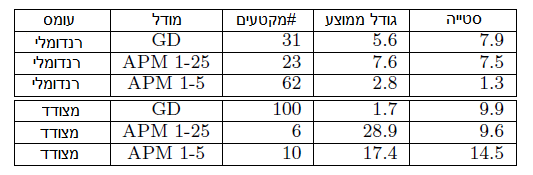 עומס מודל #מקטעים גודל ממוצע סטייה
רנדומלי GD 31 5.6 7.9
רנדומלי APM 1-25 23 7.6 7.5
רנדומלי APM 1-5 62 2.8 1.3
מצודד GD 100 1.7 9.9
מצודד APM 1-25 6 28.9 9.6
מצודד APM 1-5 10 17.4 14.5